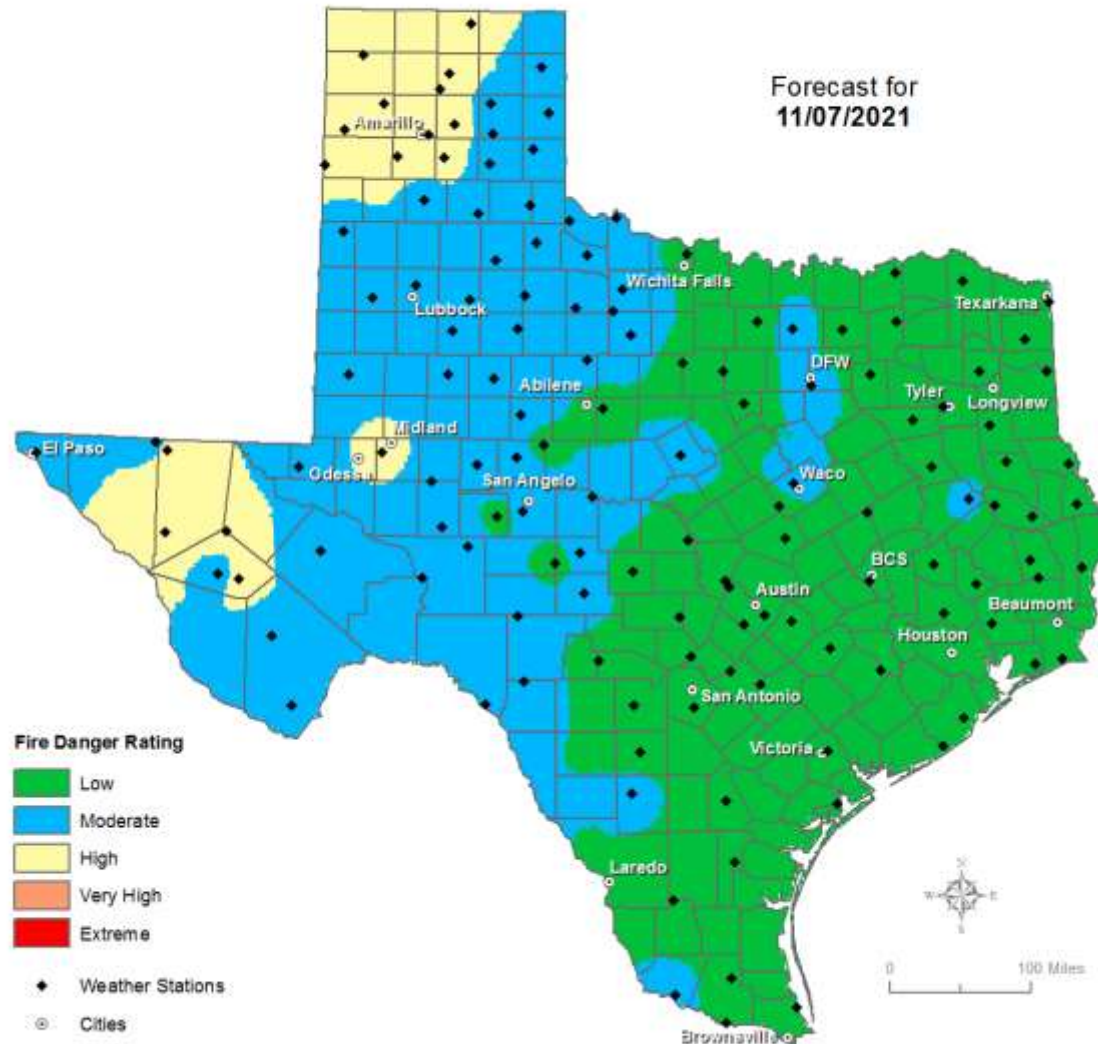 Forecast for
11/07/2021
Amarillo
Wichita Falls
Lubbock
Texarkana
DFW
Abilene
Tyler
Longview
Midland
El Paso
Odessa
San Angelo
Waco
BCS
Austin
Beaumont
Houston
San Antonio
Victoria
Fire Danger Rating
Low
Moderate
High
Very High
Extreme
Weather Stations
Cities
Laredo
N
W
E
S
0
100 Miles
Brownsville